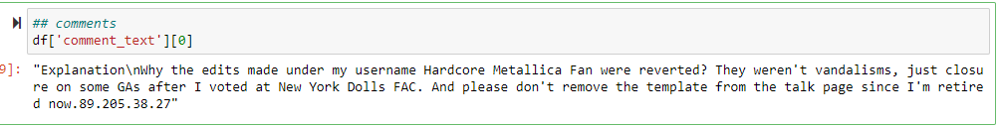 ## comments
df['comment_text'][0]
9]: "Explanation\nWhy the edits made under my username Hardcore Metallica Fan were reverted? They weren't vandalisms, just closu
re on some GAs after I voted at New York Dolls FAC. And please don't remove the template from the talk page since I'm retire
d now.89.205.38.27"